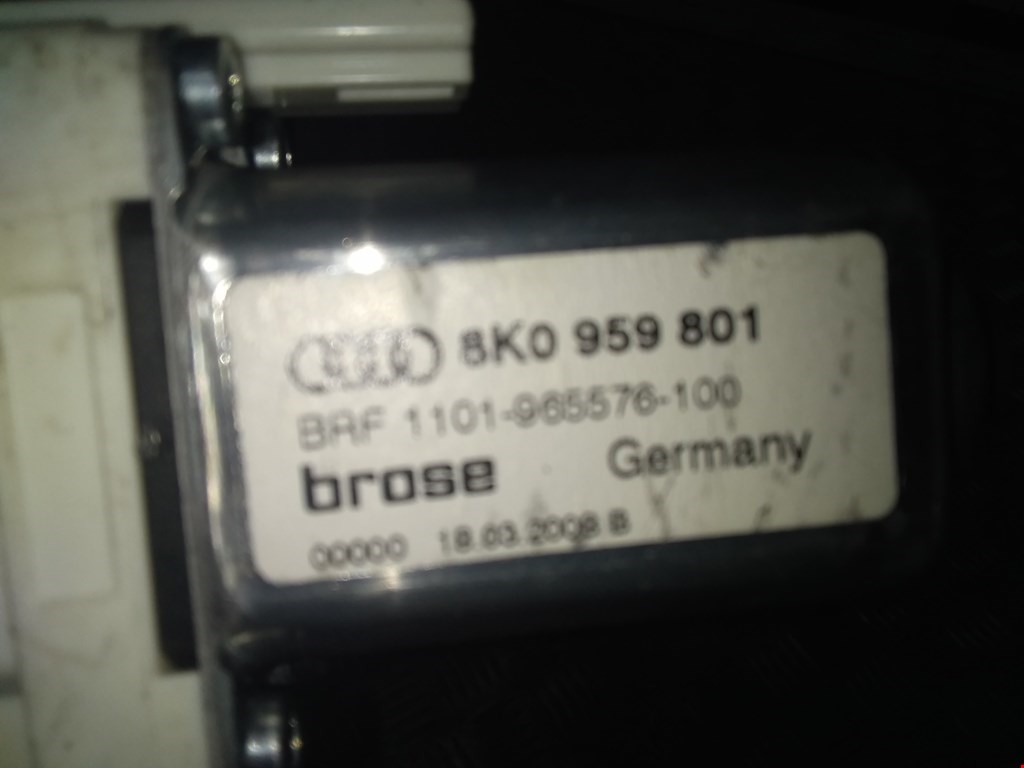 8K0 959 801
BRF 1101-965576-100
brose Germany
00000 18.03.2008 B